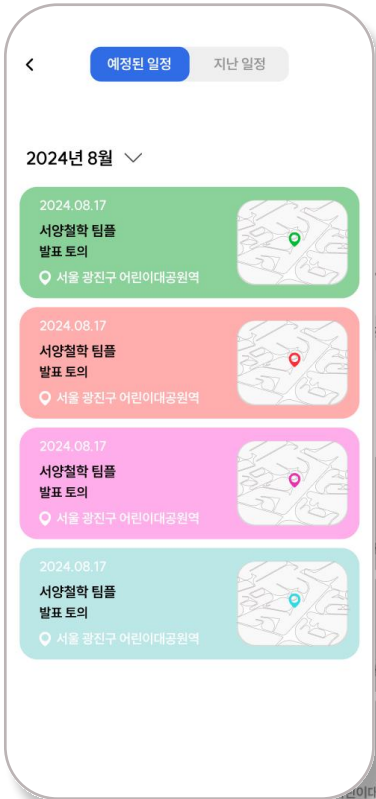 예정된 일정 지난 일정
2024년 8월
2024.08.17
서양철학 팀플
발표 토의
서울 광진구 어린이대공원역
2024.08.17
서양철학 팀플
발표 토의
서울 광진구 어린이대공원역
2024.08.17
서양철학 팀플
발표 토의
서울 광진구 어린이대공원역
2024.08.17
서양철학 팀플
발표 토의
서울 광진구 어린이대공원역